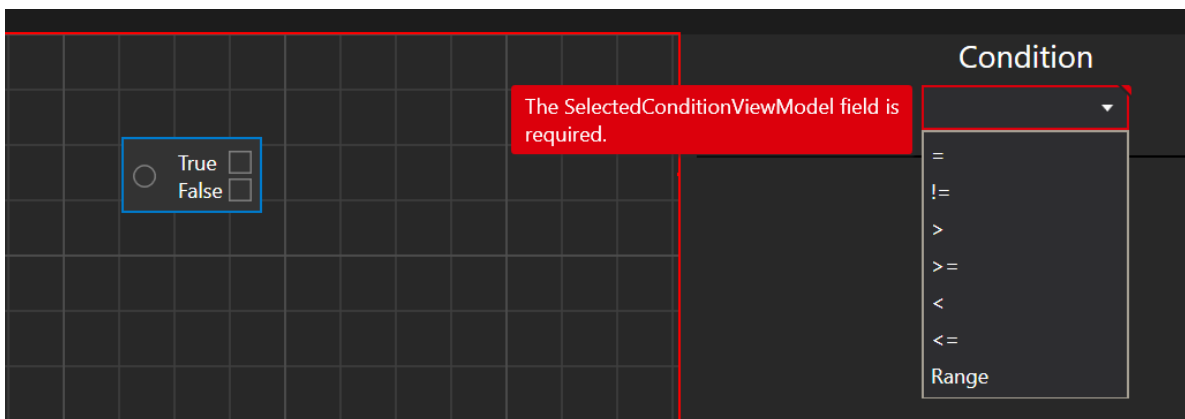 Condition
The SelectedConditionViewModel field is
required.
True
False
=
!=
>
>=
<
<=
Range